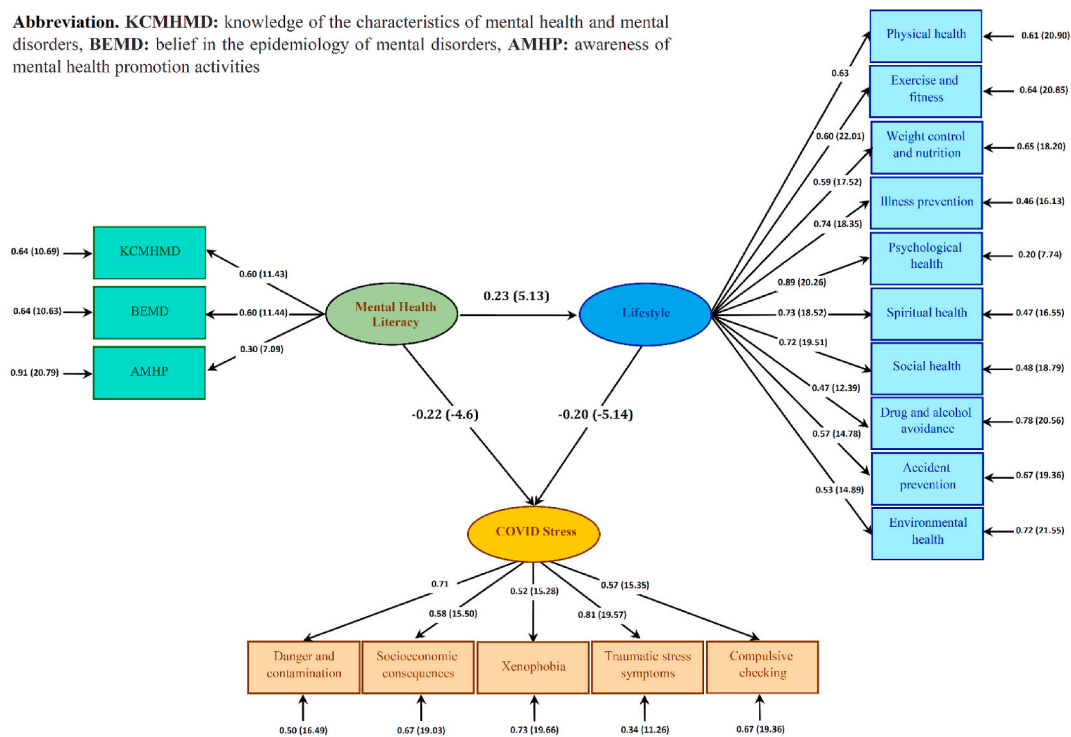 Abbreviation. KCMHMD: knowledge of the characteristics of mental health and mental
disorders, BEMD: belief in the epidemiology of mental disorders, AMHP: awareness of
mental health promotion activities
Physical health
0.61 (20.90)
0.63
Exercise and
fitness
0.64 (20.85)
0.60 (22.01)
Weight control
and nutrition
0.65 (18.20)
0.59 (17.52)
Illness prevention
0.46 (16.13)
0.74 (18.35)
Psychological
health
0.20 (7.74)
0.89 (20.26)
Spiritual health
0.47 (16.55)
0.73 (18.52)
Social health
0.48 (18.79)
0.72 (19.51)
Drug and alcohol
avoidance
0.78 (20.56)
0.47 (12.39)
Accident
prevention
0.67 (19.36)
0.57 (14.78)
Environmental
health
0.72 (21.55)
0.53 (14.89)
0.64 (10.69)
KCMHMD
0.60 (11.43)
0.64 (10.63)
BEMD
0.60 (11.44)
0.91 (20.79)
AMHP
0.30 (7.09)
Mental Health
Literacy
0.23 (5.13)
Lifestyle
-0.22 (-4.6)
-0.20 (-5.14)
COVID Stress
0.71
0.58 (15.50)
0.52 (15.28)
0.81 (19.57)
0.57 (15.35)
Danger and
contamination
Socioeconomic
consequences
Xenophobia
Traumatic stress
symptoms
Compulsive
checking
0.50 (16.49)
0.67 (19.03)
0.73 (19.66)
0.34 (11.26)
0.67 (19.36)